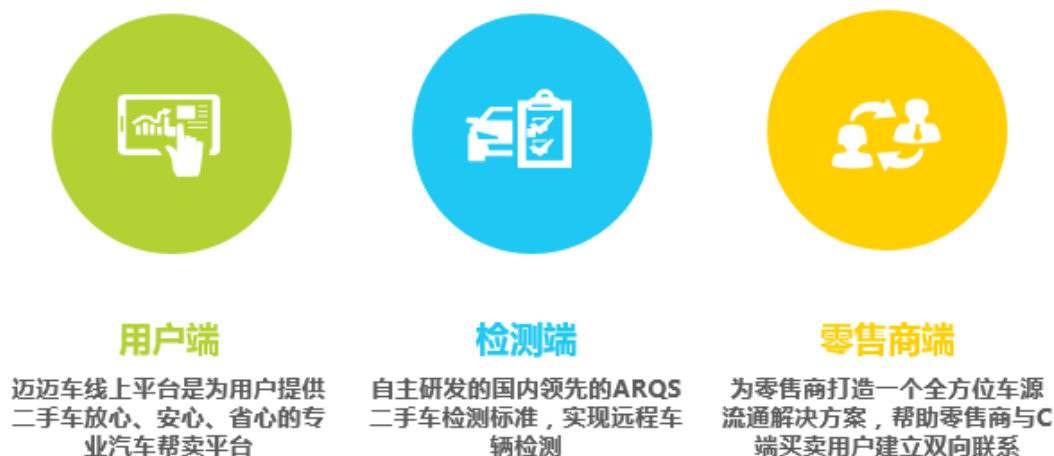 用户端
迈迈车线上平台是为用户提供
二手车放心、安心、省心的专
业汽车帮卖平台
检测端
自主研发的国内领先的ARQS
二手车检测标准，实现远程车
辆检测
零售商端
为零售商打造一个全方位车源
流通解决方案，帮助零售商与C
端买卖用户建立双向联系